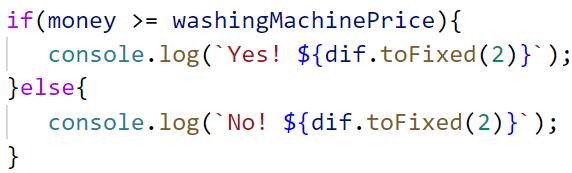 if(money >= washingMachinePrice){
   console.log(`Yes! ${dif.toFixed(2)}`);
}else{
   console.log(`No! ${dif.toFixed(2)}`);
}